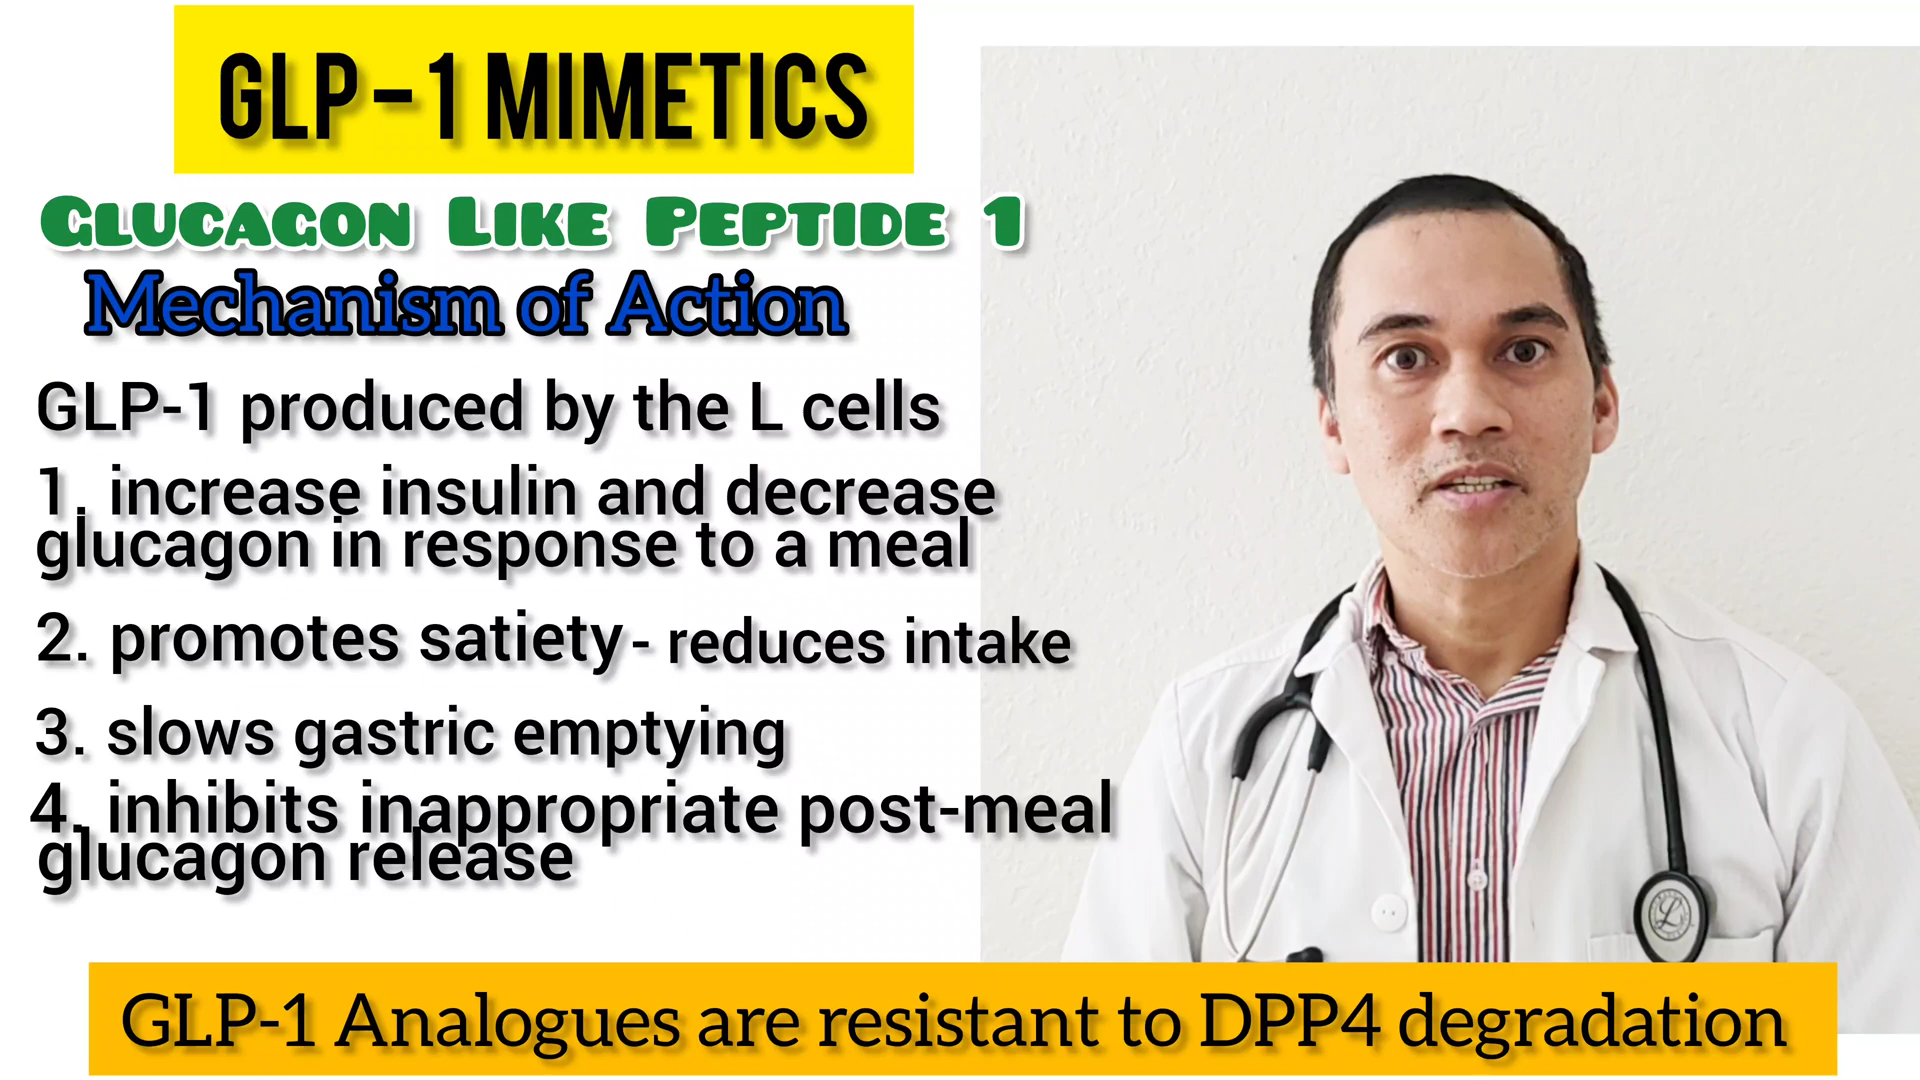 GLP-1 MIMETICS
GLUCAGON LIKE PEPTIDE 1
Mechanism of Action
GLP-1 produced by the L cells
1. increase insulin and decrease
glucagon in response to a meal
2. promotes satiety - reduces intake
3. slows gastric emptying
4. inhibits inappropriate post-meal
glucagon release
GLP-1 Analogues are resistant to DPP4 degradation